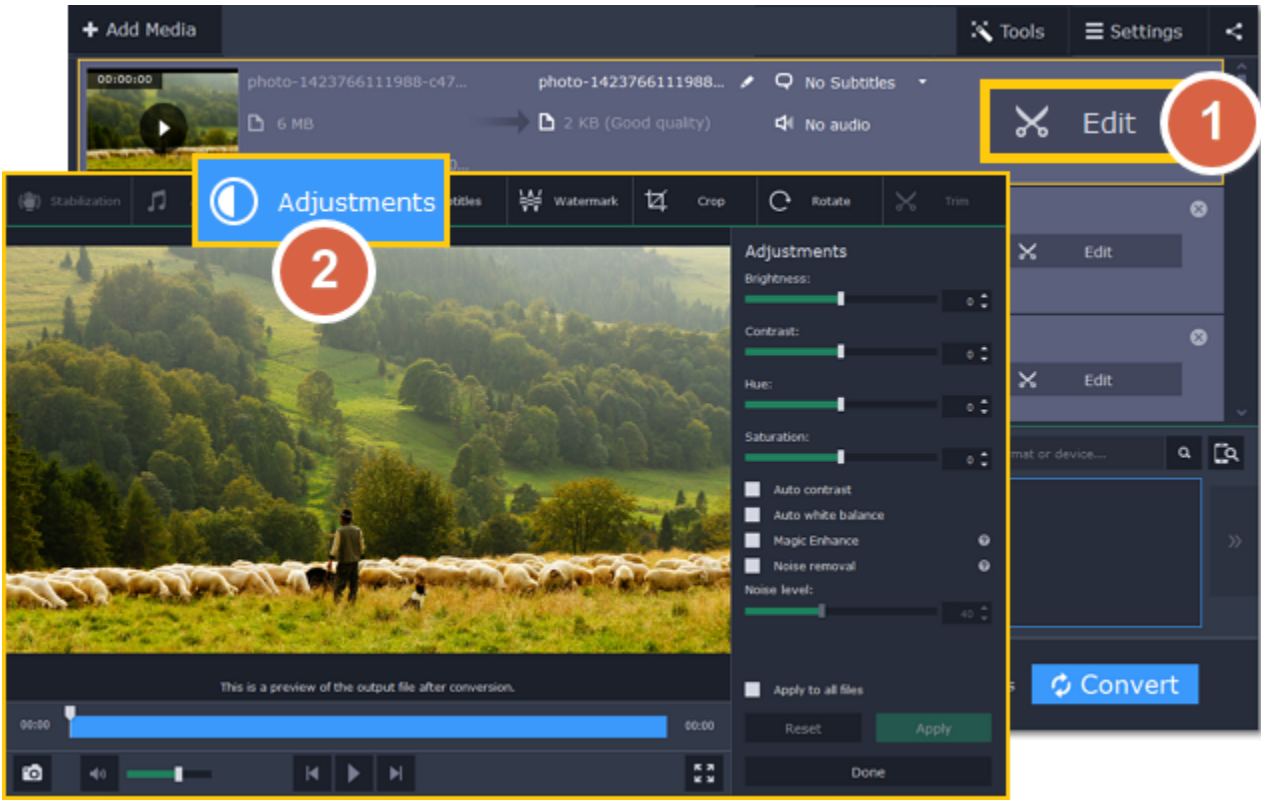 Add Media
Tools
Settings
00:00:00
photo-1423766111988-c47...
photo-1423766111988...
No Subtitles
6 MB
2 KB (Good quality)
No audio
Edit
1
Stabilization
Adjustments
Watermark
Crop
Rotate
Trim
2
Adjustments
Brightness:
0
Contrast:
0
Hue:
0
Saturation:
0
Auto contrast
Auto white balance
Magic Enhance
Noise removal
Noise level:
40
Apply to all files
Reset
Apply
Done
This is a preview of the output file after conversion.
00:00
00:00
Edit
Edit
or device...
Convert